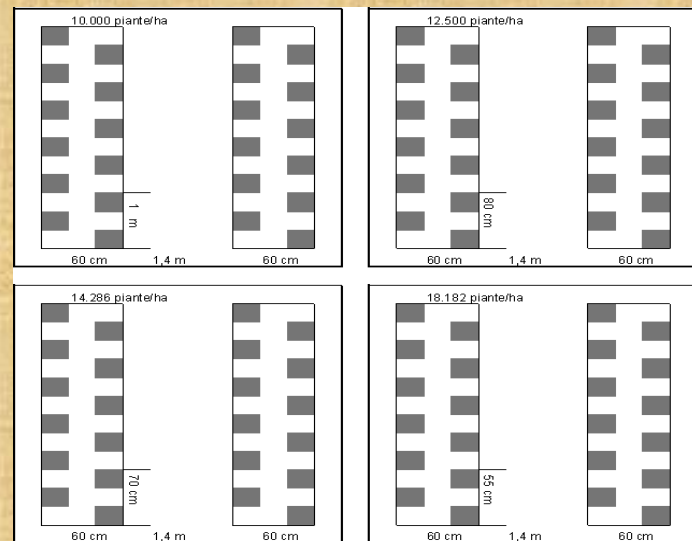 10.000 piante/ha
1 m
60 cm 1,4 m 60 cm
12.500 piante/ha
80 cm
60 cm 1,4 m 60 cm
14.286 piante/ha
70 cm
60 cm 1,4 m 60 cm
18.182 piante/ha
55 cm
60 cm 1,4 m 60 cm